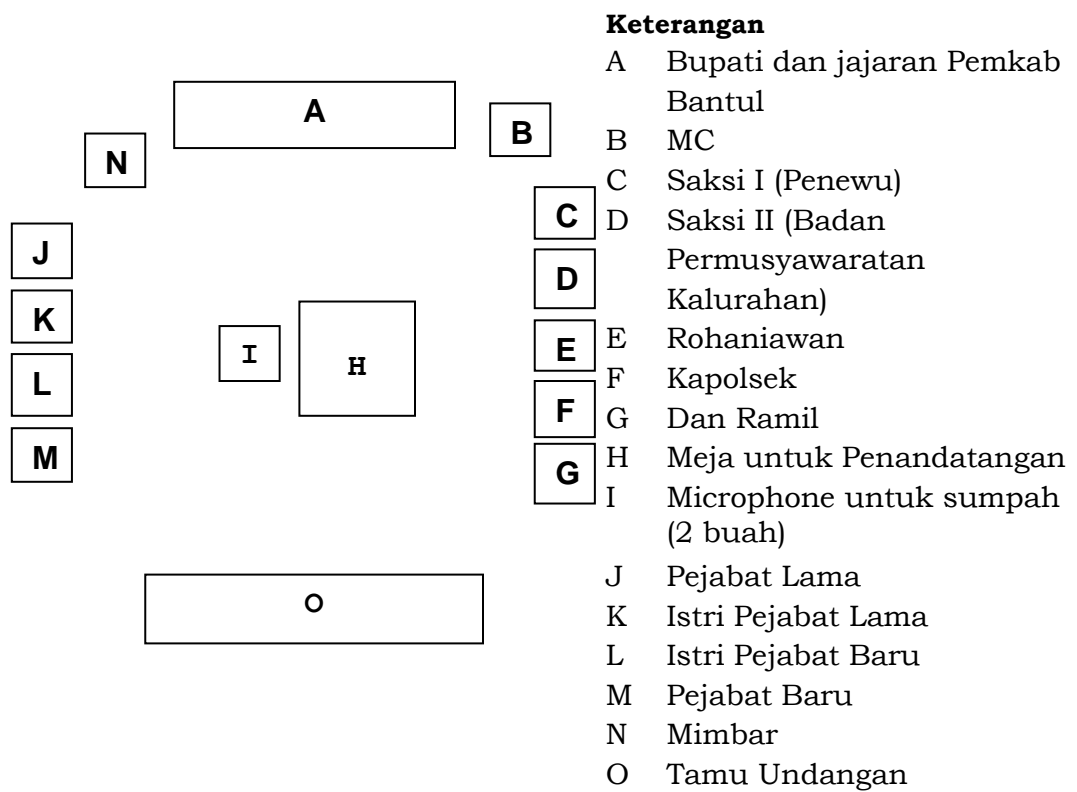 A
B
N
C
J
D
K
I
H
E
L
F
M
G
O
Keterangan
A Bupati dan jajaran Pemkab
Bantul
B MC
C Saksi I (Penewu)
D Saksi II (Badan
Permusyawaratan
Kalurahan)
E Rohaniawan
F Kapolsek
G Dan Ramil
H Meja untuk Penandatangan
I Microphone untuk sumpah
(2 buah)
J Pejabat Lama
K Istri Pejabat Lama
L Istri Pejabat Baru
M Pejabat Baru
N Mimbar
O Tamu Undangan